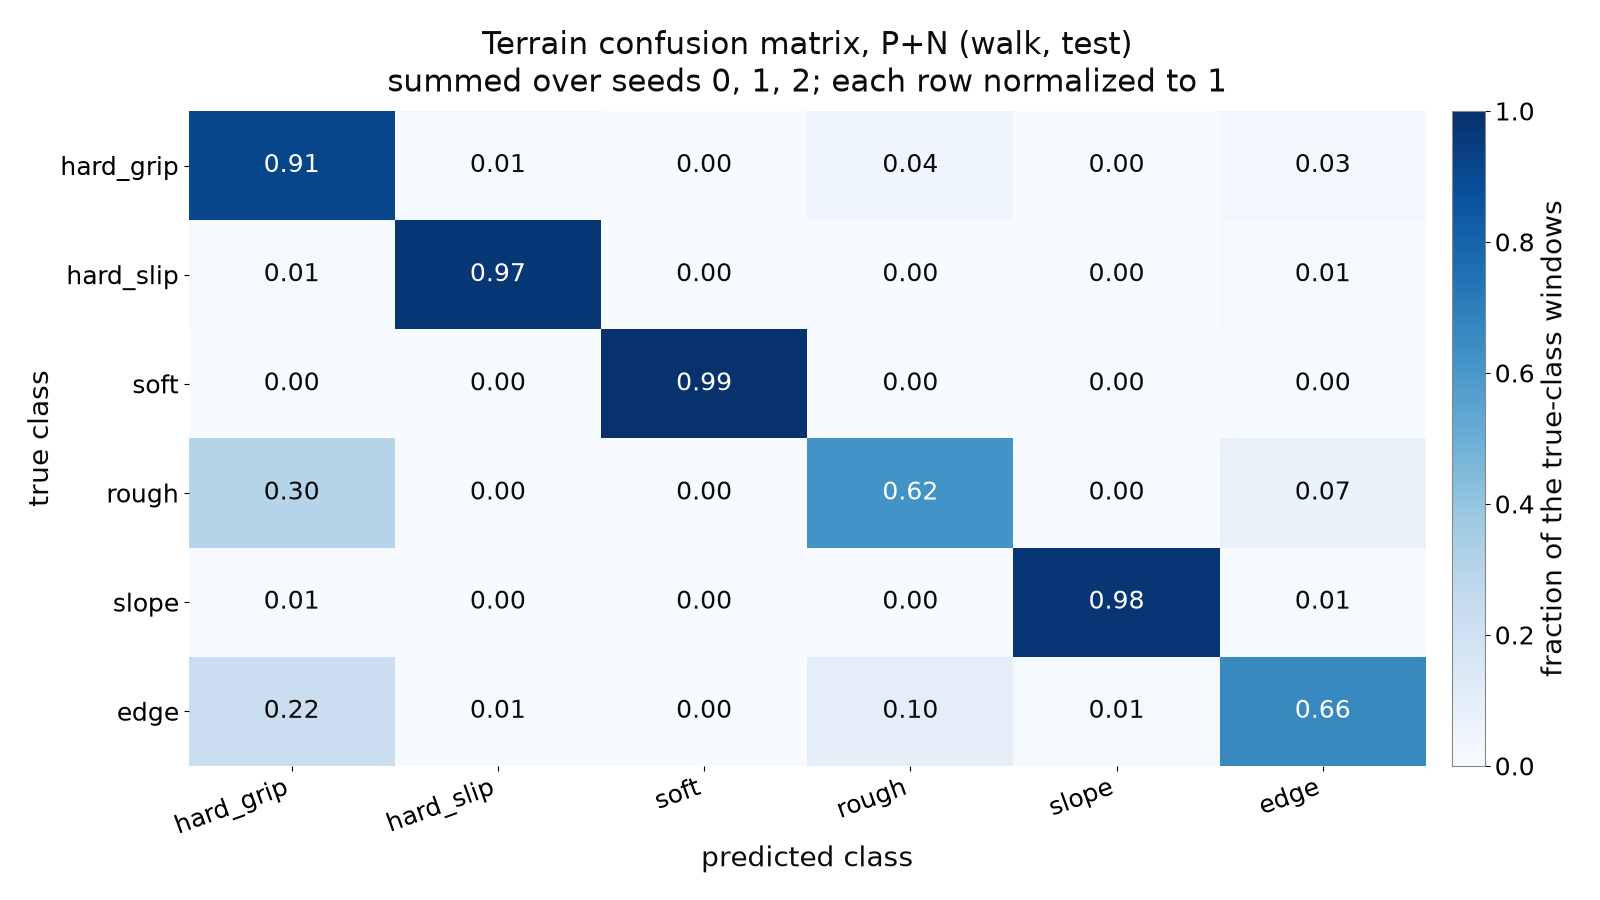 Terrain confusion matrix, P+N (walk, test)
summed over seeds 0, 1, 2; each row normalized to 1
true class
hard_grip 0.91 0.01 0.00 0.04 0.00 0.03
hard_slip 0.01 0.97 0.00 0.00 0.00 0.01
soft 0.00 0.00 0.99 0.00 0.00 0.00
rough 0.30 0.00 0.00 0.62 0.00 0.07
slope 0.01 0.00 0.00 0.00 0.98 0.01
edge 0.22 0.01 0.00 0.10 0.01 0.66
hard_grip hard_slip soft rough slope edge
predicted class
1.0
0.8
0.6
0.4
0.2
0.0
fraction of the true-class windows